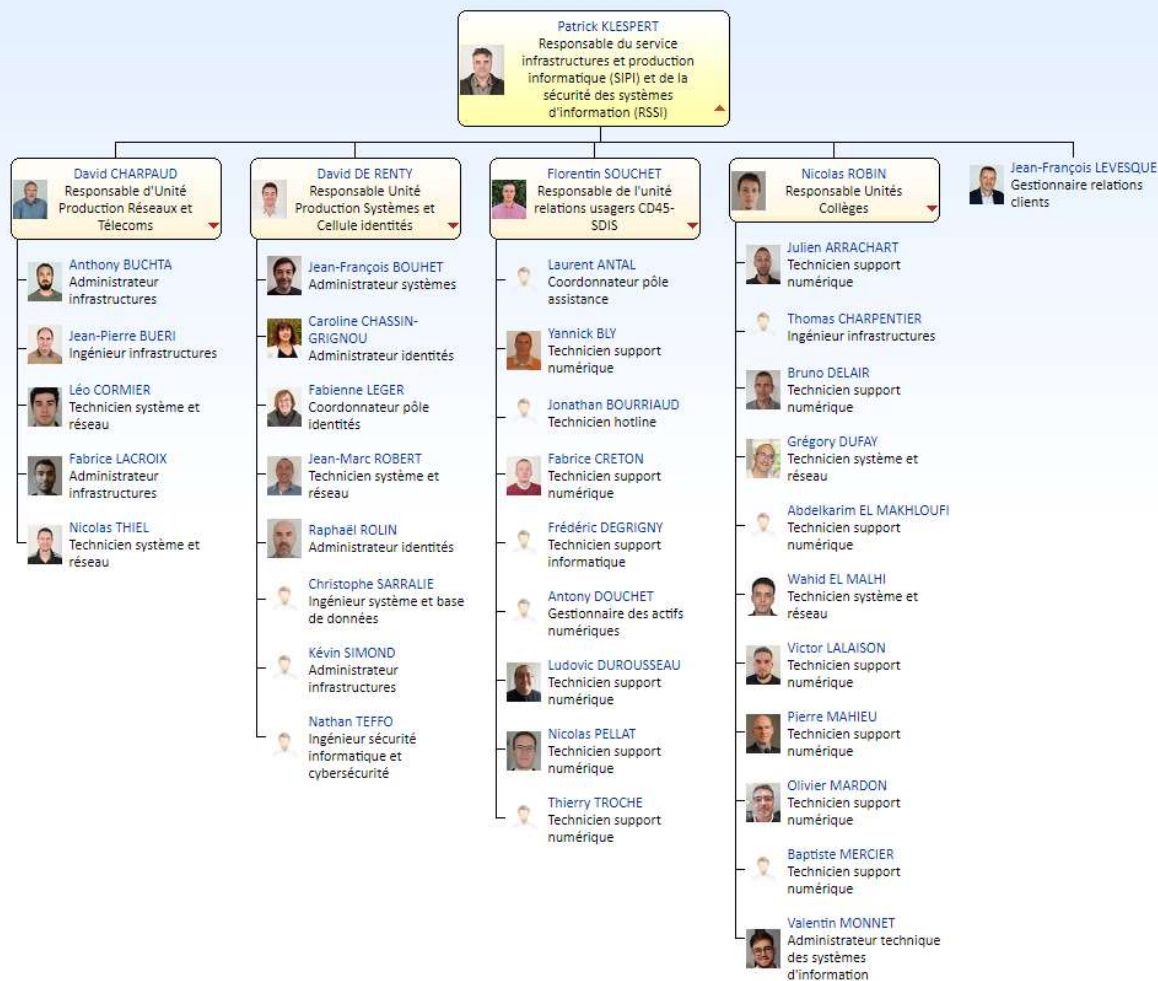 Patrick KLESPERT
Responsable du service
infrastructures et production
informatique (SIPI) et de la
sécurité des systèmes
d'information (RSSI)
David CHARPAUD
Responsable d'Unité
Production Réseaux et
Télecoms
Anthony BUCHTA
Administrateur
infrastructures
Jean-Pierre BUERI
Ingénieur infrastructures
Léo CORMIER
Technicien système et
réseau
Fabrice LACROIX
Administrateur
infrastructures
Nicolas THIEL
Technicien système et
réseau
David DE RENTY
Responsable Unité
Production Systèmes et
Cellule identités
Jean-François BOUHET
Administrateur systèmes
Caroline CHASSIN-
GRIGNOU
Administrateur identités
Fabienne LEGER
Coordonnateur pôle
identités
Jean-Marc ROBERT
Technicien système et
réseau
Raphaël ROLIN
Administrateur identités
Christophe SARRALIE
Ingénieur système et base
de données
Kévin SIMOND
Administrateur
infrastructures
Nathan TEFFO
Ingénieur sécurité
informatique et
cybersécurité
Florentin SOUCHET
Responsable de l'unité
relations usagers CD45-
SDIS
Laurent ANTAL
Coordonnateur pôle
assistance
Yannick BLY
Technicien support
numérique
Jonathan BOURRIAUD
Technicien hotline
Fabrice CRETON
Technicien support
numérique
Frédéric DEGRIGNY
Technicien support
informatique
Antony DOUCHET
Gestionnaire des actifs
numériques
Ludovic DUROUSSEAU
Technicien support
numérique
Nicolas PELLAT
Technicien support
numérique
Thierry TROCHE
Technicien support
numérique
Nicolas ROBIN
Responsable Unités
Collèges
Julien ARRACHART
Technicien support
numérique
Thomas CHARPENTIER
Ingénieur infrastructures
Bruno DELAIR
Technicien support
numérique
Grégory DUFAY
Technicien système et
réseau
Abdelkarim EL MAKHLOUFI
Technicien support
numérique
Wahid EL MALHI
Technicien système et
réseau
Victor LALAISON
Technicien support
numérique
Pierre MAHIEU
Technicien support
numérique
Olivier MARDON
Technicien support
numérique
Baptiste MERCIER
Technicien support
numérique
Valentin MONNET
Administrateur technique
des systèmes
d'information
Jean-François LEVESQUE
Gestionnaire relations
clients